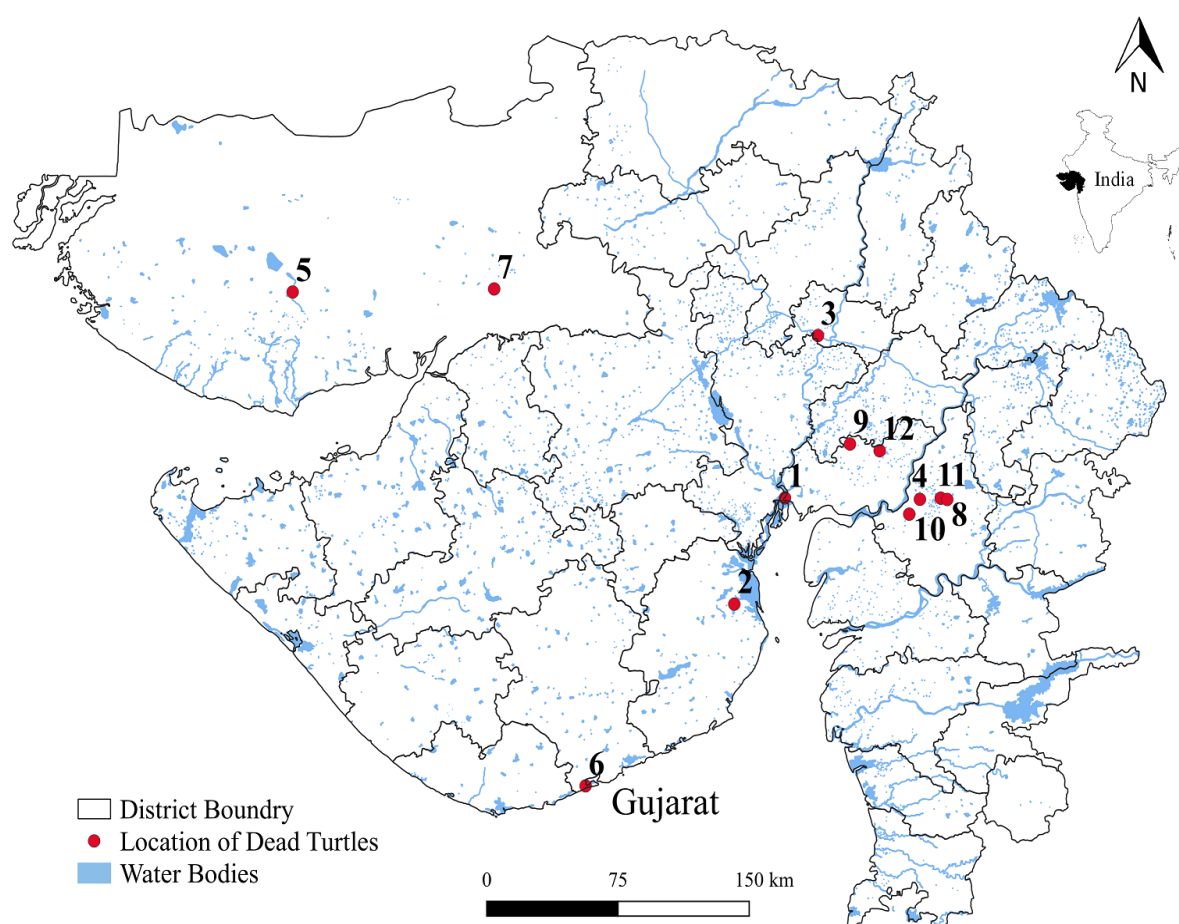 N
India
5
7
3
9
12
1
4
11
8
10
2
6
Gujarat
District Boundry
Location of Dead Turtles
Water Bodies
0 75 150 km